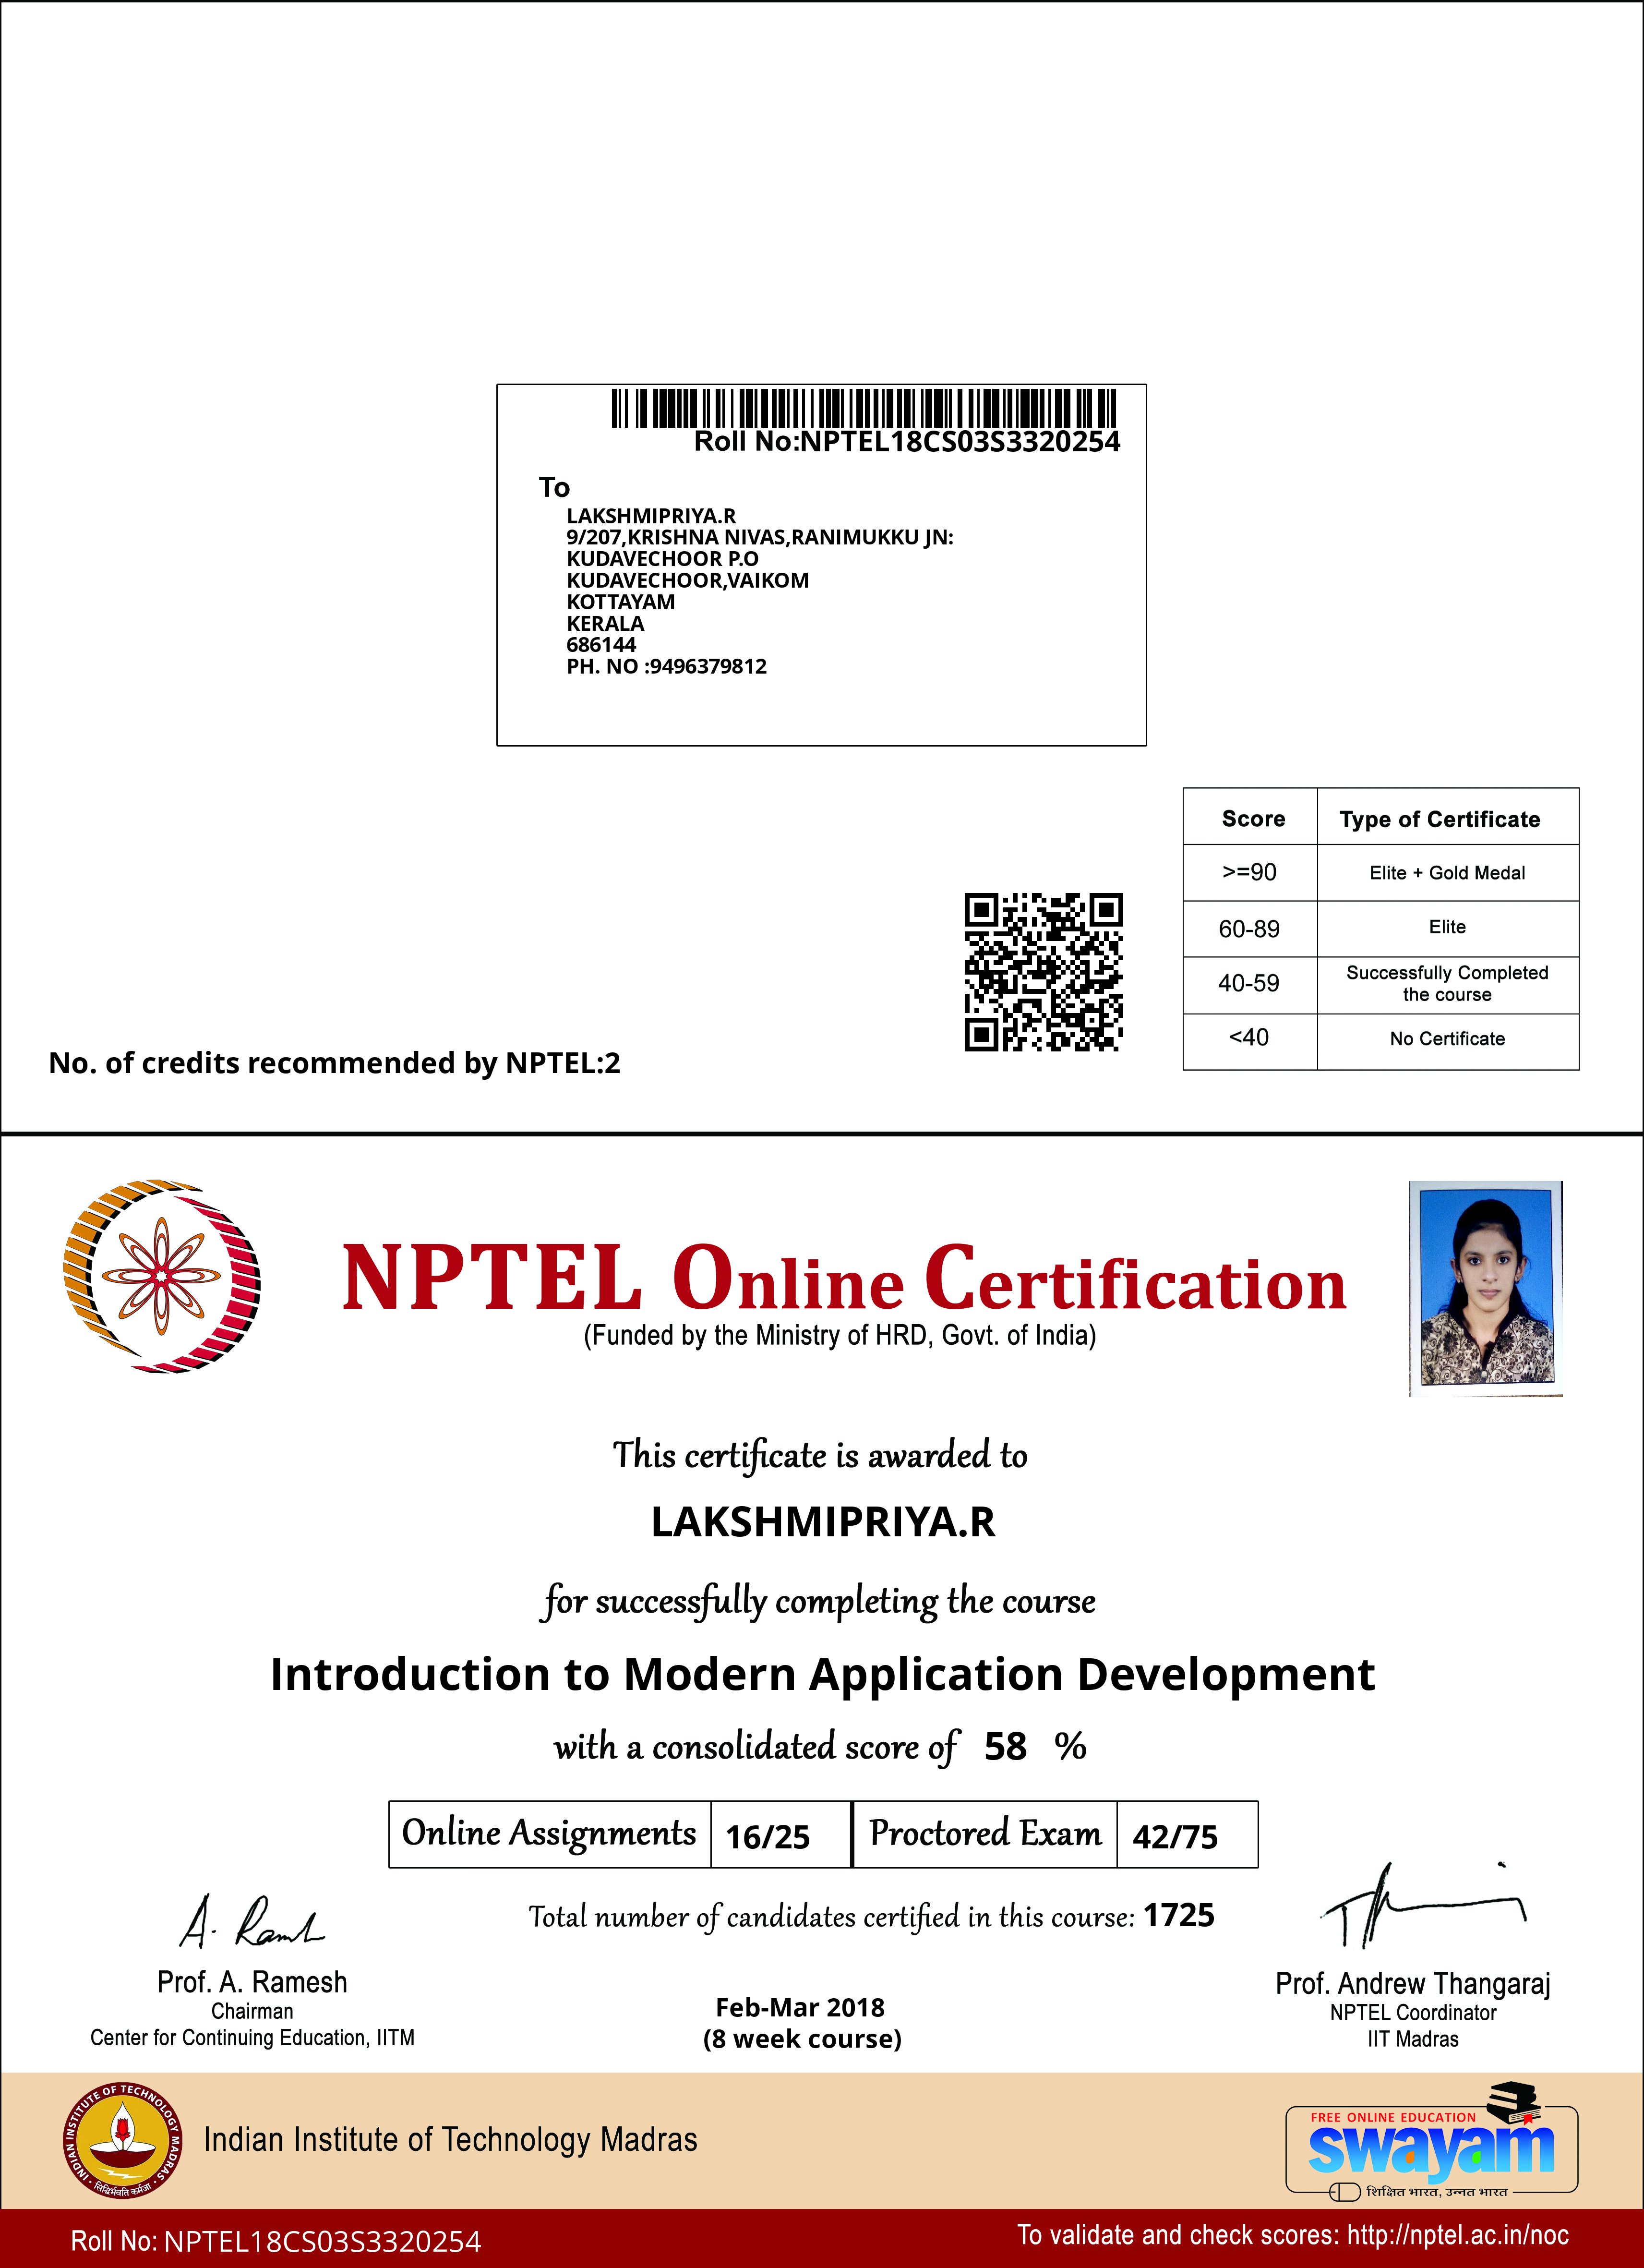 Roll No:NPTEL18CS03S3320254
To
LAKSHMIPRIYA.R
9/207,KRISHNA NIVAS,RANIMUKKU JN:
KUDAVECHOOR P.O
KUDAVECHOOR,VAIKOM
KOTTAYAM
KERALA
686144
PH. NO :9496379812
Score Type of Certificate
>=90 Elite + Gold Medal
60-89 Elite
40-59 Successfully Completed
the course
<40 No Certificate
No. of credits recommended by NPTEL:2
NPTEL Online Certification
(Funded by the Ministry of HRD, Govt. of India)
This certificate is awarded to
LAKSHMIPRIYA.R
for successfully completing the course
Introduction to Modern Application Development
with a consolidated score of 58 %
Online Assignments 16/25 Proctored Exam 42/75
Total number of candidates certified in this course: 1725
A. Ramesh
Prof. A. Ramesh
Chairman
Center for Continuing Education, IITM
Feb-Mar 2018
(8 week course)
Prof. Andrew Thangaraj
NPTEL Coordinator
IIT Madras
INDIAN INSTITUTE OF TECHNOLOGY MADRAS
सिद्धिर्भवति कर्मजा
Indian Institute of Technology Madras
FREE ONLINE EDUCATION
swayam
शिक्षित भारत, उन्नत भारत
Roll No: NPTEL18CS03S3320254
To validate and check scores: http://nptel.ac.in/noc